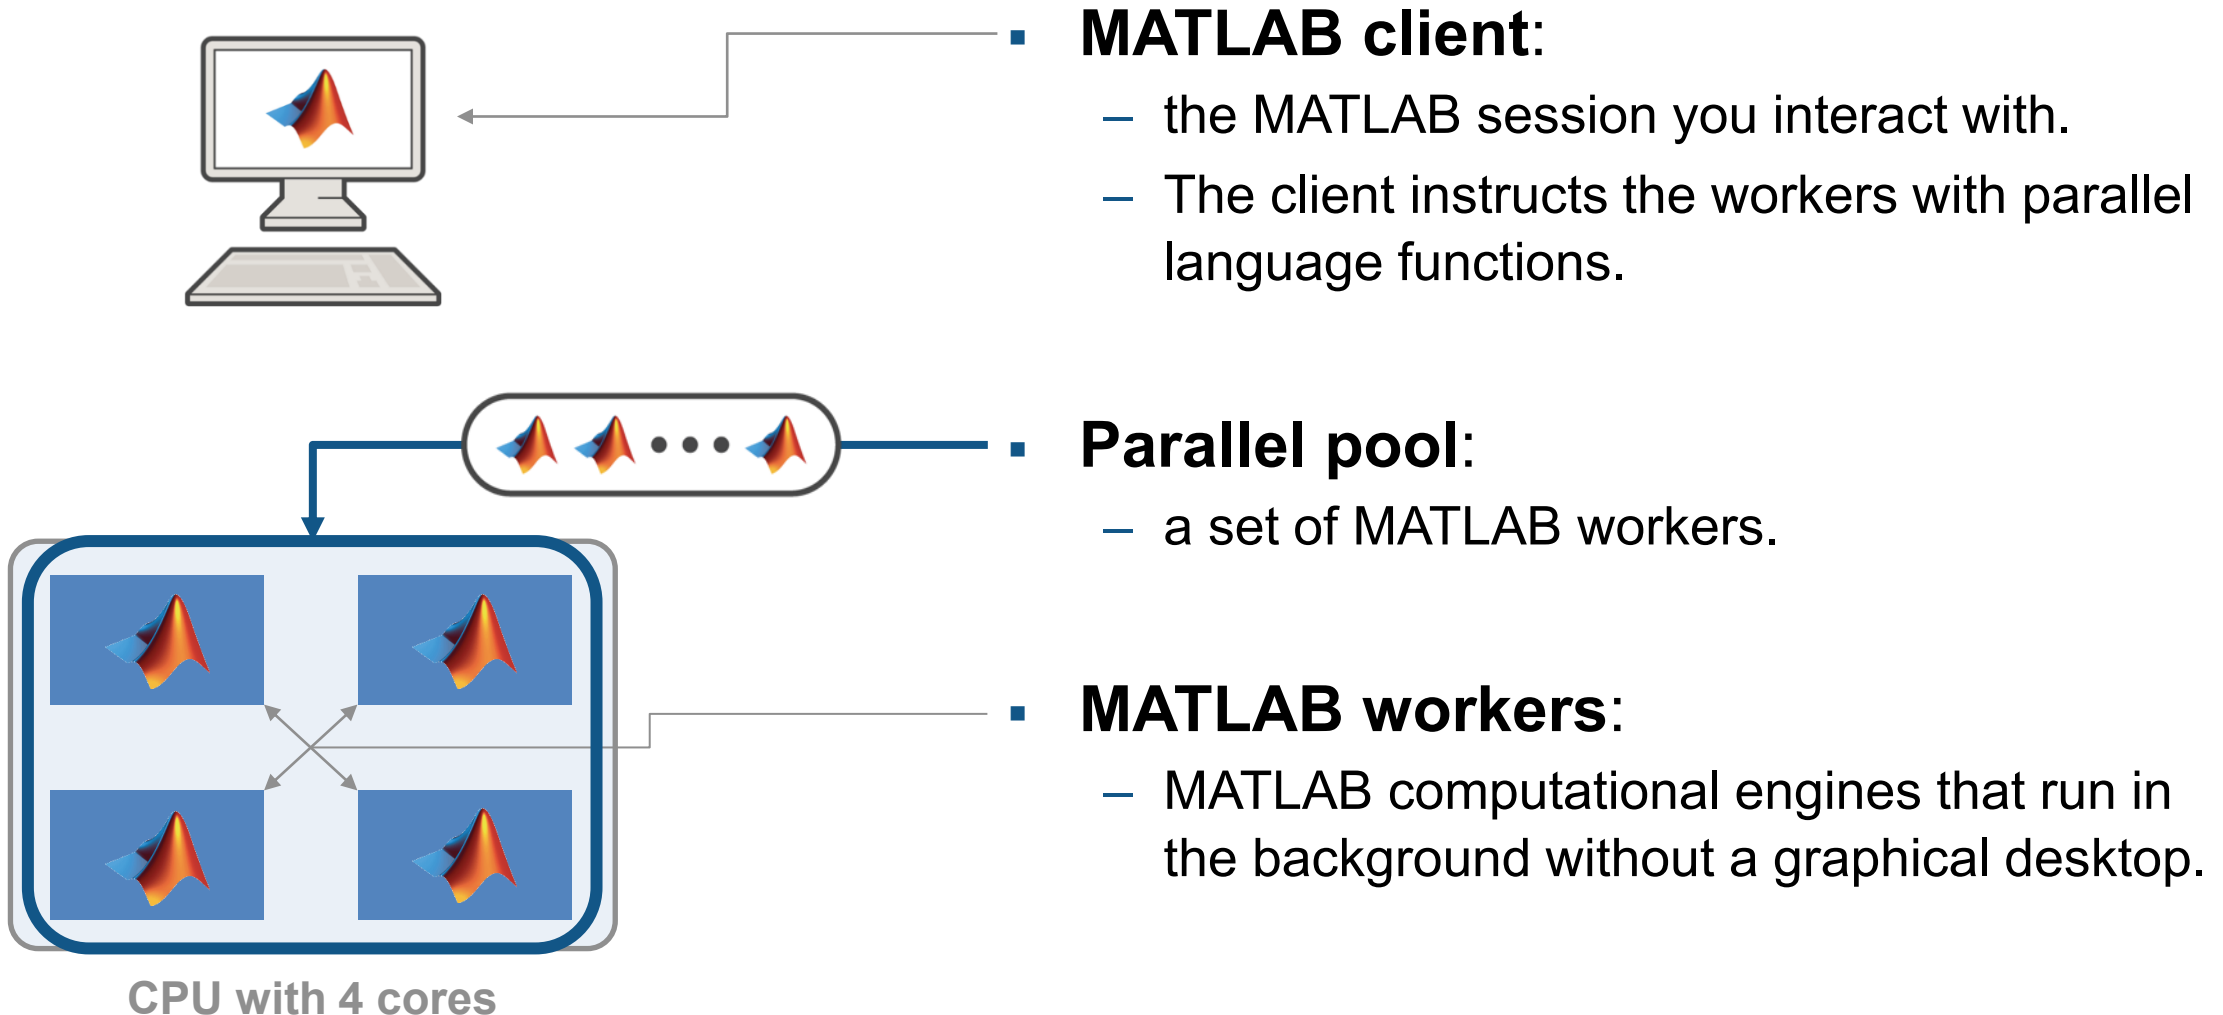 MATLAB client:
– the MATLAB session you interact with.
– The client instructs the workers with parallel
language functions.
Parallel pool:
– a set of MATLAB workers.
MATLAB workers:
– MATLAB computational engines that run in
the background without a graphical desktop.
CPU with 4 cores